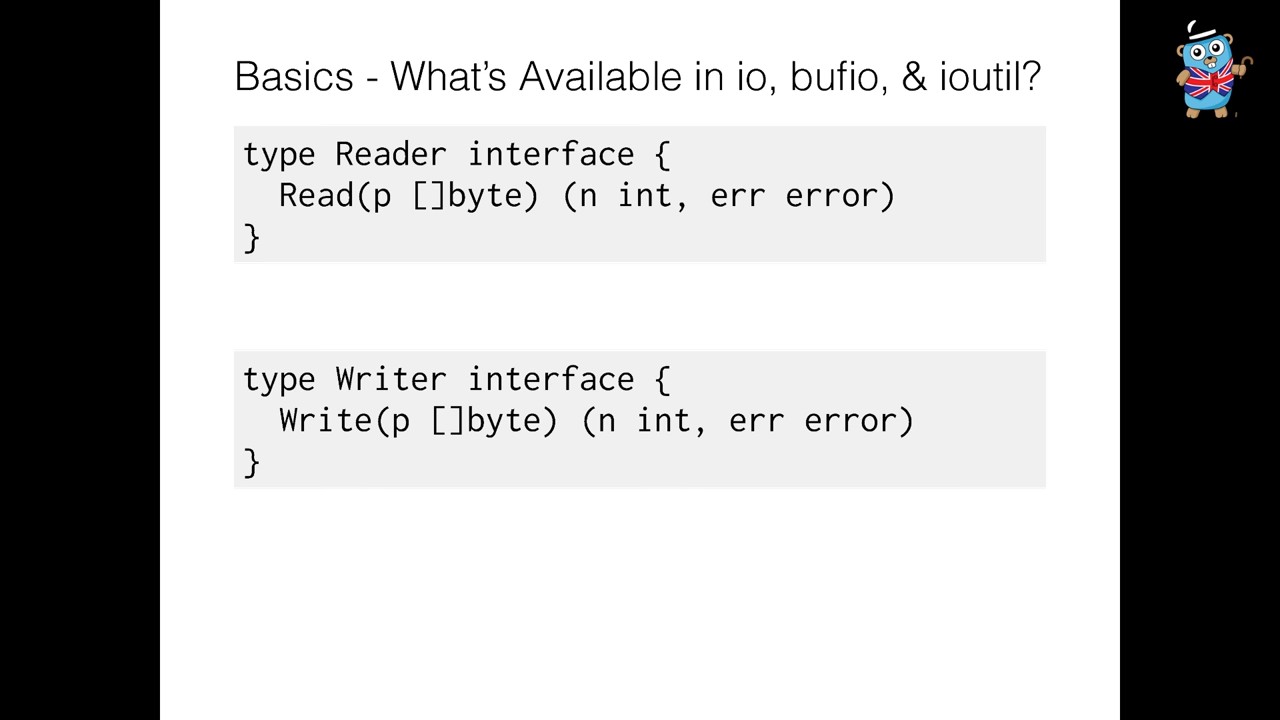 Basics - What’s Available in io, bufio, & ioutil?
type Reader interface {
  Read(p []byte) (n int, err error)
}
type Writer interface {
  Write(p []byte) (n int, err error)
}